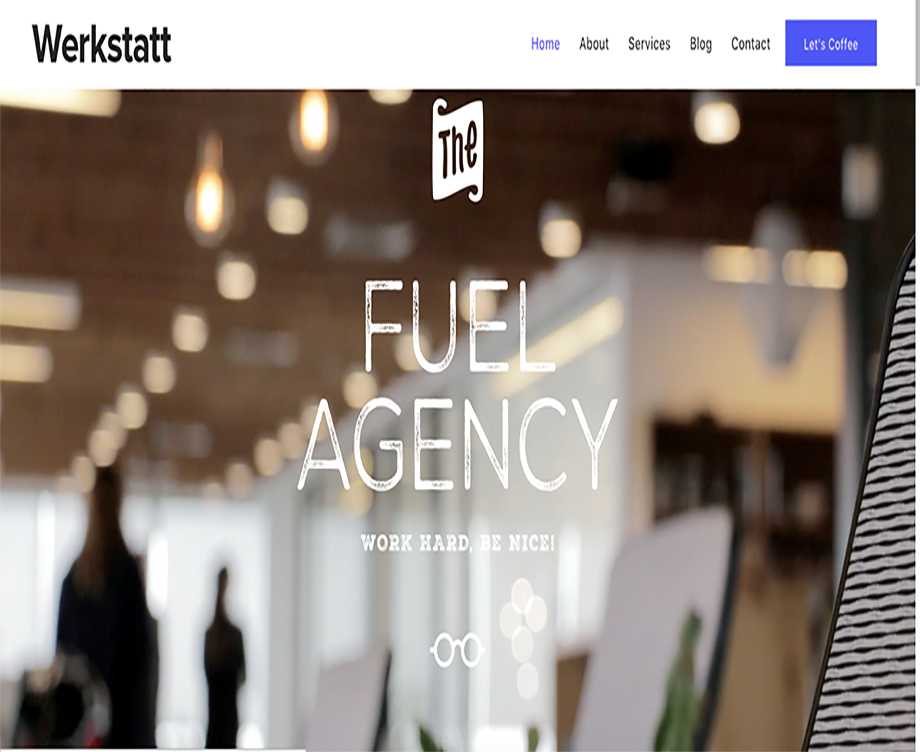 Werkstatt
Home About Services Blog Contact Let's Coffee
The
FUEL
AGENCY
WORK HARD, BE NICE!